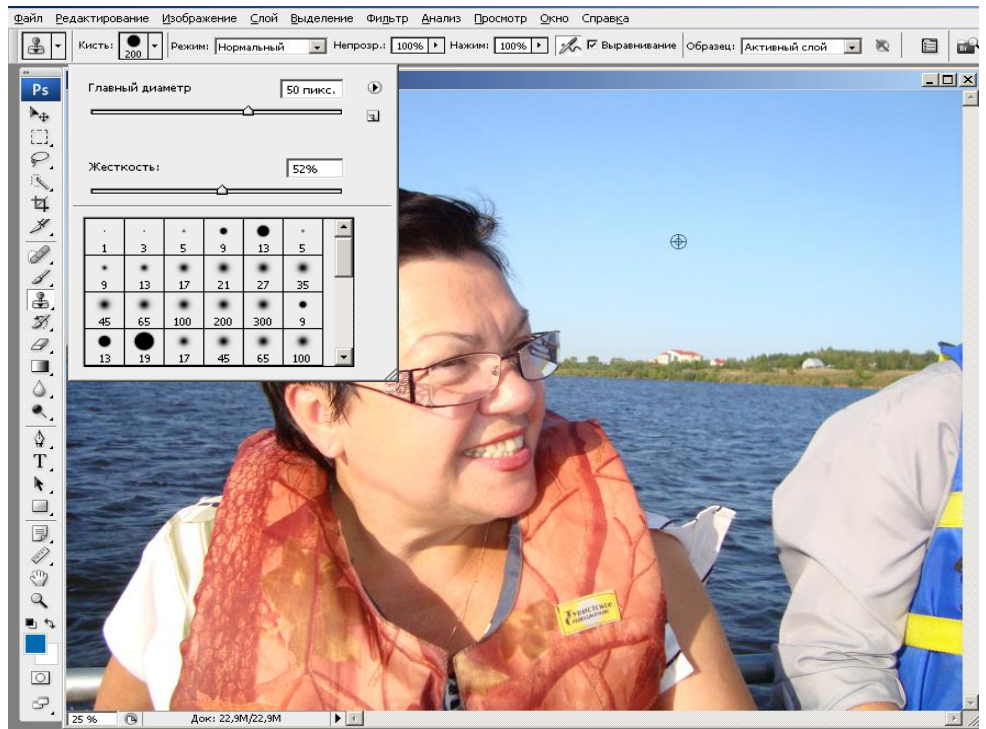 Файл Редактирование Изображение Слой Выделение Фильтр Анализ Просмотр Окно Справка
Кисть: 200 Режим: Нормальный Непрозр.: 100% Нажим: 100% Выравнивание Образец: Активный слой
Ps
Главный диаметр 50 пикс.
Жесткость: 52%
1 3 5 9 13 5
9 13 17 21 27 35
45 65 100 200 300 9
13 19 17 45 65 100
T
Туристское
снаряжение
25 % Док: 22,9M/22,9M